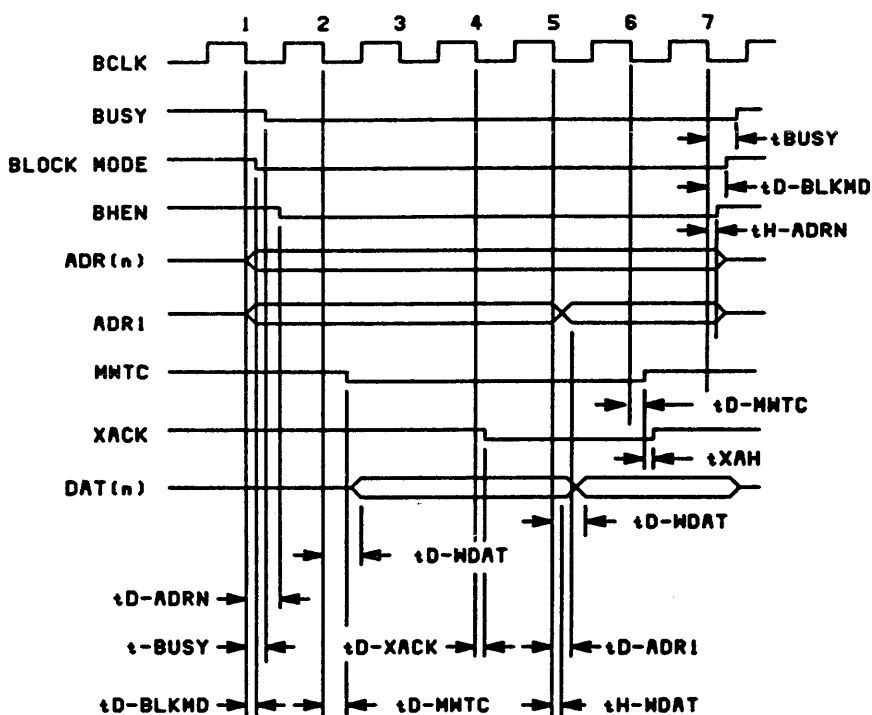 1 2 3 4 5 6 7
BCLK
BUSY
tBUSY
BLOCK MODE
tD-BLKMD
BHEN
tH-ADRN
ADR(n)
ADR1
MWTC
tD-MWTC
XACK
tXAH
DAT(n)
tD-WDAT
tD-WDAT
tD-ADRN
t-BUSY tD-XACK tD-ADR1
tD-BLKMD tD-MWTC tH-WDAT